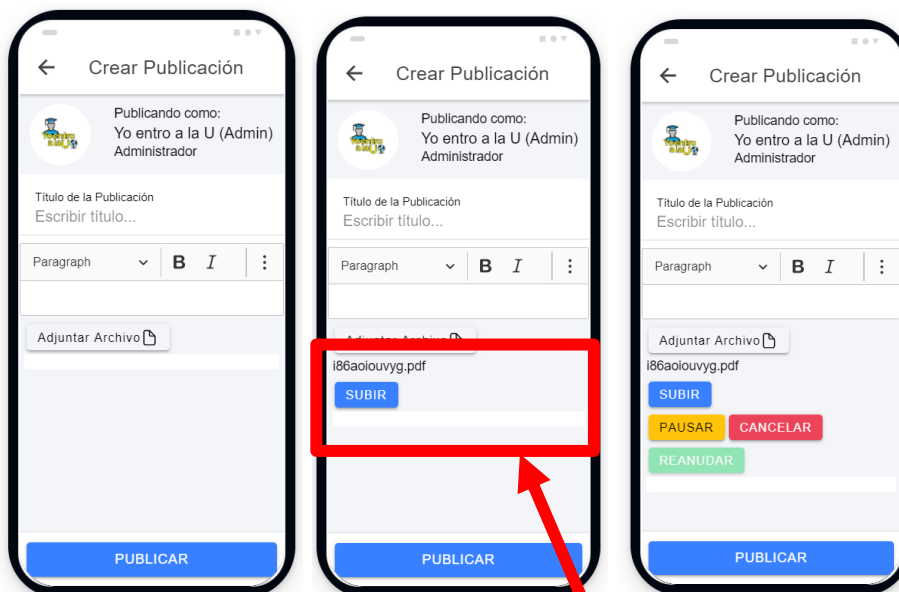 Crear Publicación
Publicando como:
Yo entro a la U (Admin)
Administrador
Título de la Publicación
Escribir título...
Paragraph B I
Adjuntar Archivo
PUBLICAR
Crear Publicación
Publicando como:
Yo entro a la U (Admin)
Administrador
Título de la Publicación
Escribir título...
Paragraph B I
Adjuntar Archivo
i86aoiouvyg.pdf
SUBIR
PUBLICAR
Crear Publicación
Publicando como:
Yo entro a la U (Admin)
Administrador
Título de la Publicación
Escribir título...
Paragraph B I
Adjuntar Archivo
i86aoiouvyg.pdf
SUBIR
PAUSAR CANCELAR
REANUDAR
PUBLICAR